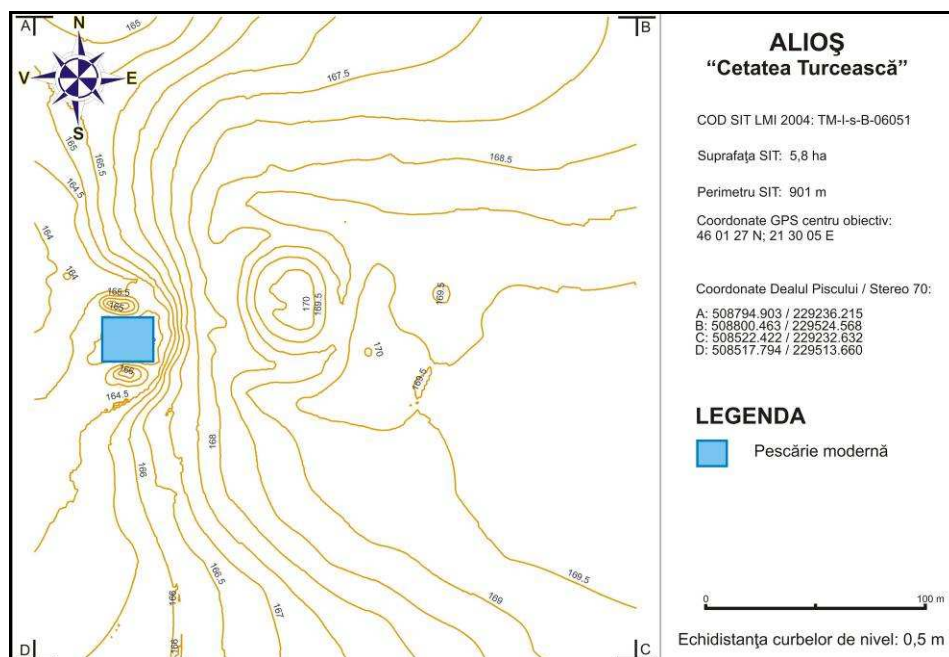 A
N
V
E
S
B
D
C
165
167.5
168.5
165
165.5
164.5
164
164
165.5
165
166
164.5
170
169.5
169.5
170
169.5
168
166
166.5
166
167
166
169
169.5
ALIOŞ
“Cetatea Turcească”
COD SIT LMI 2004: TM-I-s-B-06051
Suprafaţa SIT: 5,8 ha
Perimetru SIT: 901 m
Coordonate GPS centru obiectiv:
46 01 27 N; 21 30 05 E
Coordonate Dealul Piscului / Stereo 70:
A: 508794.903 / 229236.215
B: 508800.463 / 229524.568
C: 508522.422 / 229232.632
D: 508517.794 / 229513.660
LEGENDA
Pescărie modernă
0
100 m
Echidistanţa curbelor de nivel: 0,5 m